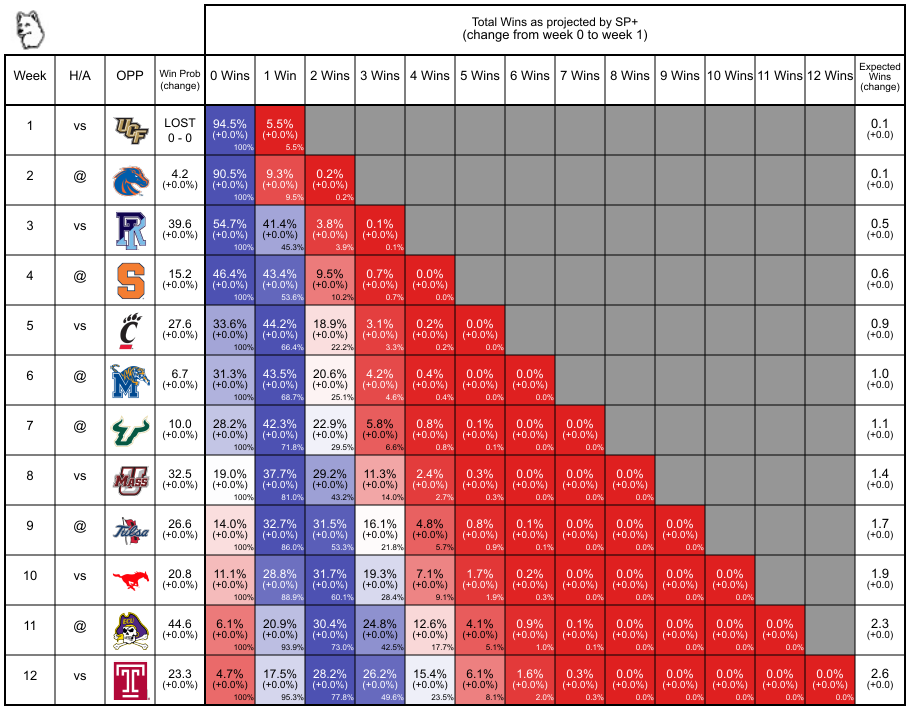 Total Wins as projected by SP+
(change from week 0 to week 1)
Week H/A OPP Win Prob (change) 0 Wins 1 Win 2 Wins 3 Wins 4 Wins 5 Wins 6 Wins 7 Wins 8 Wins 9 Wins 10 Wins 11 Wins 12 Wins Expected Wins (change)
1 vs UCF LOST 94.5% 5.5% 0.1
0 - 0 (+0.0%) (+0.0%) (+0.0)
100% 5.5%
2 @ 4.2 90.5% 9.3% 0.2% 0.1
(+0.0%) (+0.0%) (+0.0%) (+0.0%) (+0.0)
100% 9.5% 0.2%
3 vs PR 39.6 54.7% 41.4% 3.8% 0.1% 0.5
(+0.0%) (+0.0%) (+0.0%) (+0.0%) (+0.0%) (+0.0)
100% 45.3% 3.9% 0.1%
4 @ S 15.2 46.4% 43.4% 9.5% 0.7% 0.0% 0.6
(+0.0%) (+0.0%) (+0.0%) (+0.0%) (+0.0%) (+0.0%) (+0.0)
100% 53.6% 10.2% 0.7% 0.0%
5 vs C 27.6 33.6% 44.2% 18.9% 3.1% 0.2% 0.0% 0.9
(+0.0%) (+0.0%) (+0.0%) (+0.0%) (+0.0%) (+0.0%) (+0.0%) (+0.0)
100% 66.4% 22.2% 3.3% 0.2% 0.0%
6 @ M 6.7 31.3% 43.5% 20.6% 4.2% 0.4% 0.0% 0.0% 1.0
(+0.0%) (+0.0%) (+0.0%) (+0.0%) (+0.0%) (+0.0%) (+0.0%) (+0.0%) (+0.0)
100% 68.7% 25.1% 4.6% 0.4% 0.0% 0.0%
7 @ 10.0 28.2% 42.3% 22.9% 5.8% 0.8% 0.1% 0.0% 0.0% 1.1
(+0.0%) (+0.0%) (+0.0%) (+0.0%) (+0.0%) (+0.0%) (+0.0%) (+0.0%) (+0.0%) (+0.0)
100% 71.8% 29.5% 6.6% 0.8% 0.1% 0.0% 0.0%
8 vs U Mass 32.5 19.0% 37.7% 29.2% 11.3% 2.4% 0.3% 0.0% 0.0% 0.0% 1.4
(+0.0%) (+0.0%) (+0.0%) (+0.0%) (+0.0%) (+0.0%) (+0.0%) (+0.0%) (+0.0%) (+0.0%) (+0.0)
100% 81.0% 43.2% 14.0% 2.7% 0.3% 0.0% 0.0% 0.0%
9 @ Tulsa 26.6 14.0% 32.7% 31.5% 16.1% 4.8% 0.8% 0.1% 0.0% 0.0% 0.0% 1.7
(+0.0%) (+0.0%) (+0.0%) (+0.0%) (+0.0%) (+0.0%) (+0.0%) (+0.0%) (+0.0%) (+0.0%) (+0.0%) (+0.0)
100% 86.0% 53.3% 21.8% 5.7% 0.9% 0.1% 0.0% 0.0% 0.0%
10 vs 20.8 11.1% 28.8% 31.7% 19.3% 7.1% 1.7% 0.2% 0.0% 0.0% 0.0% 0.0% 1.9
(+0.0%) (+0.0%) (+0.0%) (+0.0%) (+0.0%) (+0.0%) (+0.0%) (+0.0%) (+0.0%) (+0.0%) (+0.0%) (+0.0%) (+0.0)
100% 88.9% 60.1% 28.4% 9.1% 1.9% 0.3% 0.0% 0.0% 0.0% 0.0%
11 @ ECU 44.6 6.1% 20.9% 30.4% 24.8% 12.6% 4.1% 0.9% 0.1% 0.0% 0.0% 0.0% 0.0% 2.3
(+0.0%) (+0.0%) (+0.0%) (+0.0%) (+0.0%) (+0.0%) (+0.0%) (+0.0%) (+0.0%) (+0.0%) (+0.0%) (+0.0%) (+0.0%) (+0.0)
100% 93.9% 73.0% 42.5% 17.7% 5.1% 1.0% 0.1% 0.0% 0.0% 0.0% 0.0%
12 vs T 23.3 4.7% 17.5% 28.2% 26.2% 15.4% 6.1% 1.6% 0.3% 0.0% 0.0% 0.0% 0.0% 0.0% 2.6
(+0.0%) (+0.0%) (+0.0%) (+0.0%) (+0.0%) (+0.0%) (+0.0%) (+0.0%) (+0.0%) (+0.0%) (+0.0%) (+0.0%) (+0.0%) (+0.0%) (+0.0)
100% 95.3% 77.8% 49.6% 23.5% 8.1% 2.0% 0.3% 0.0% 0.0% 0.0% 0.0% 0.0%